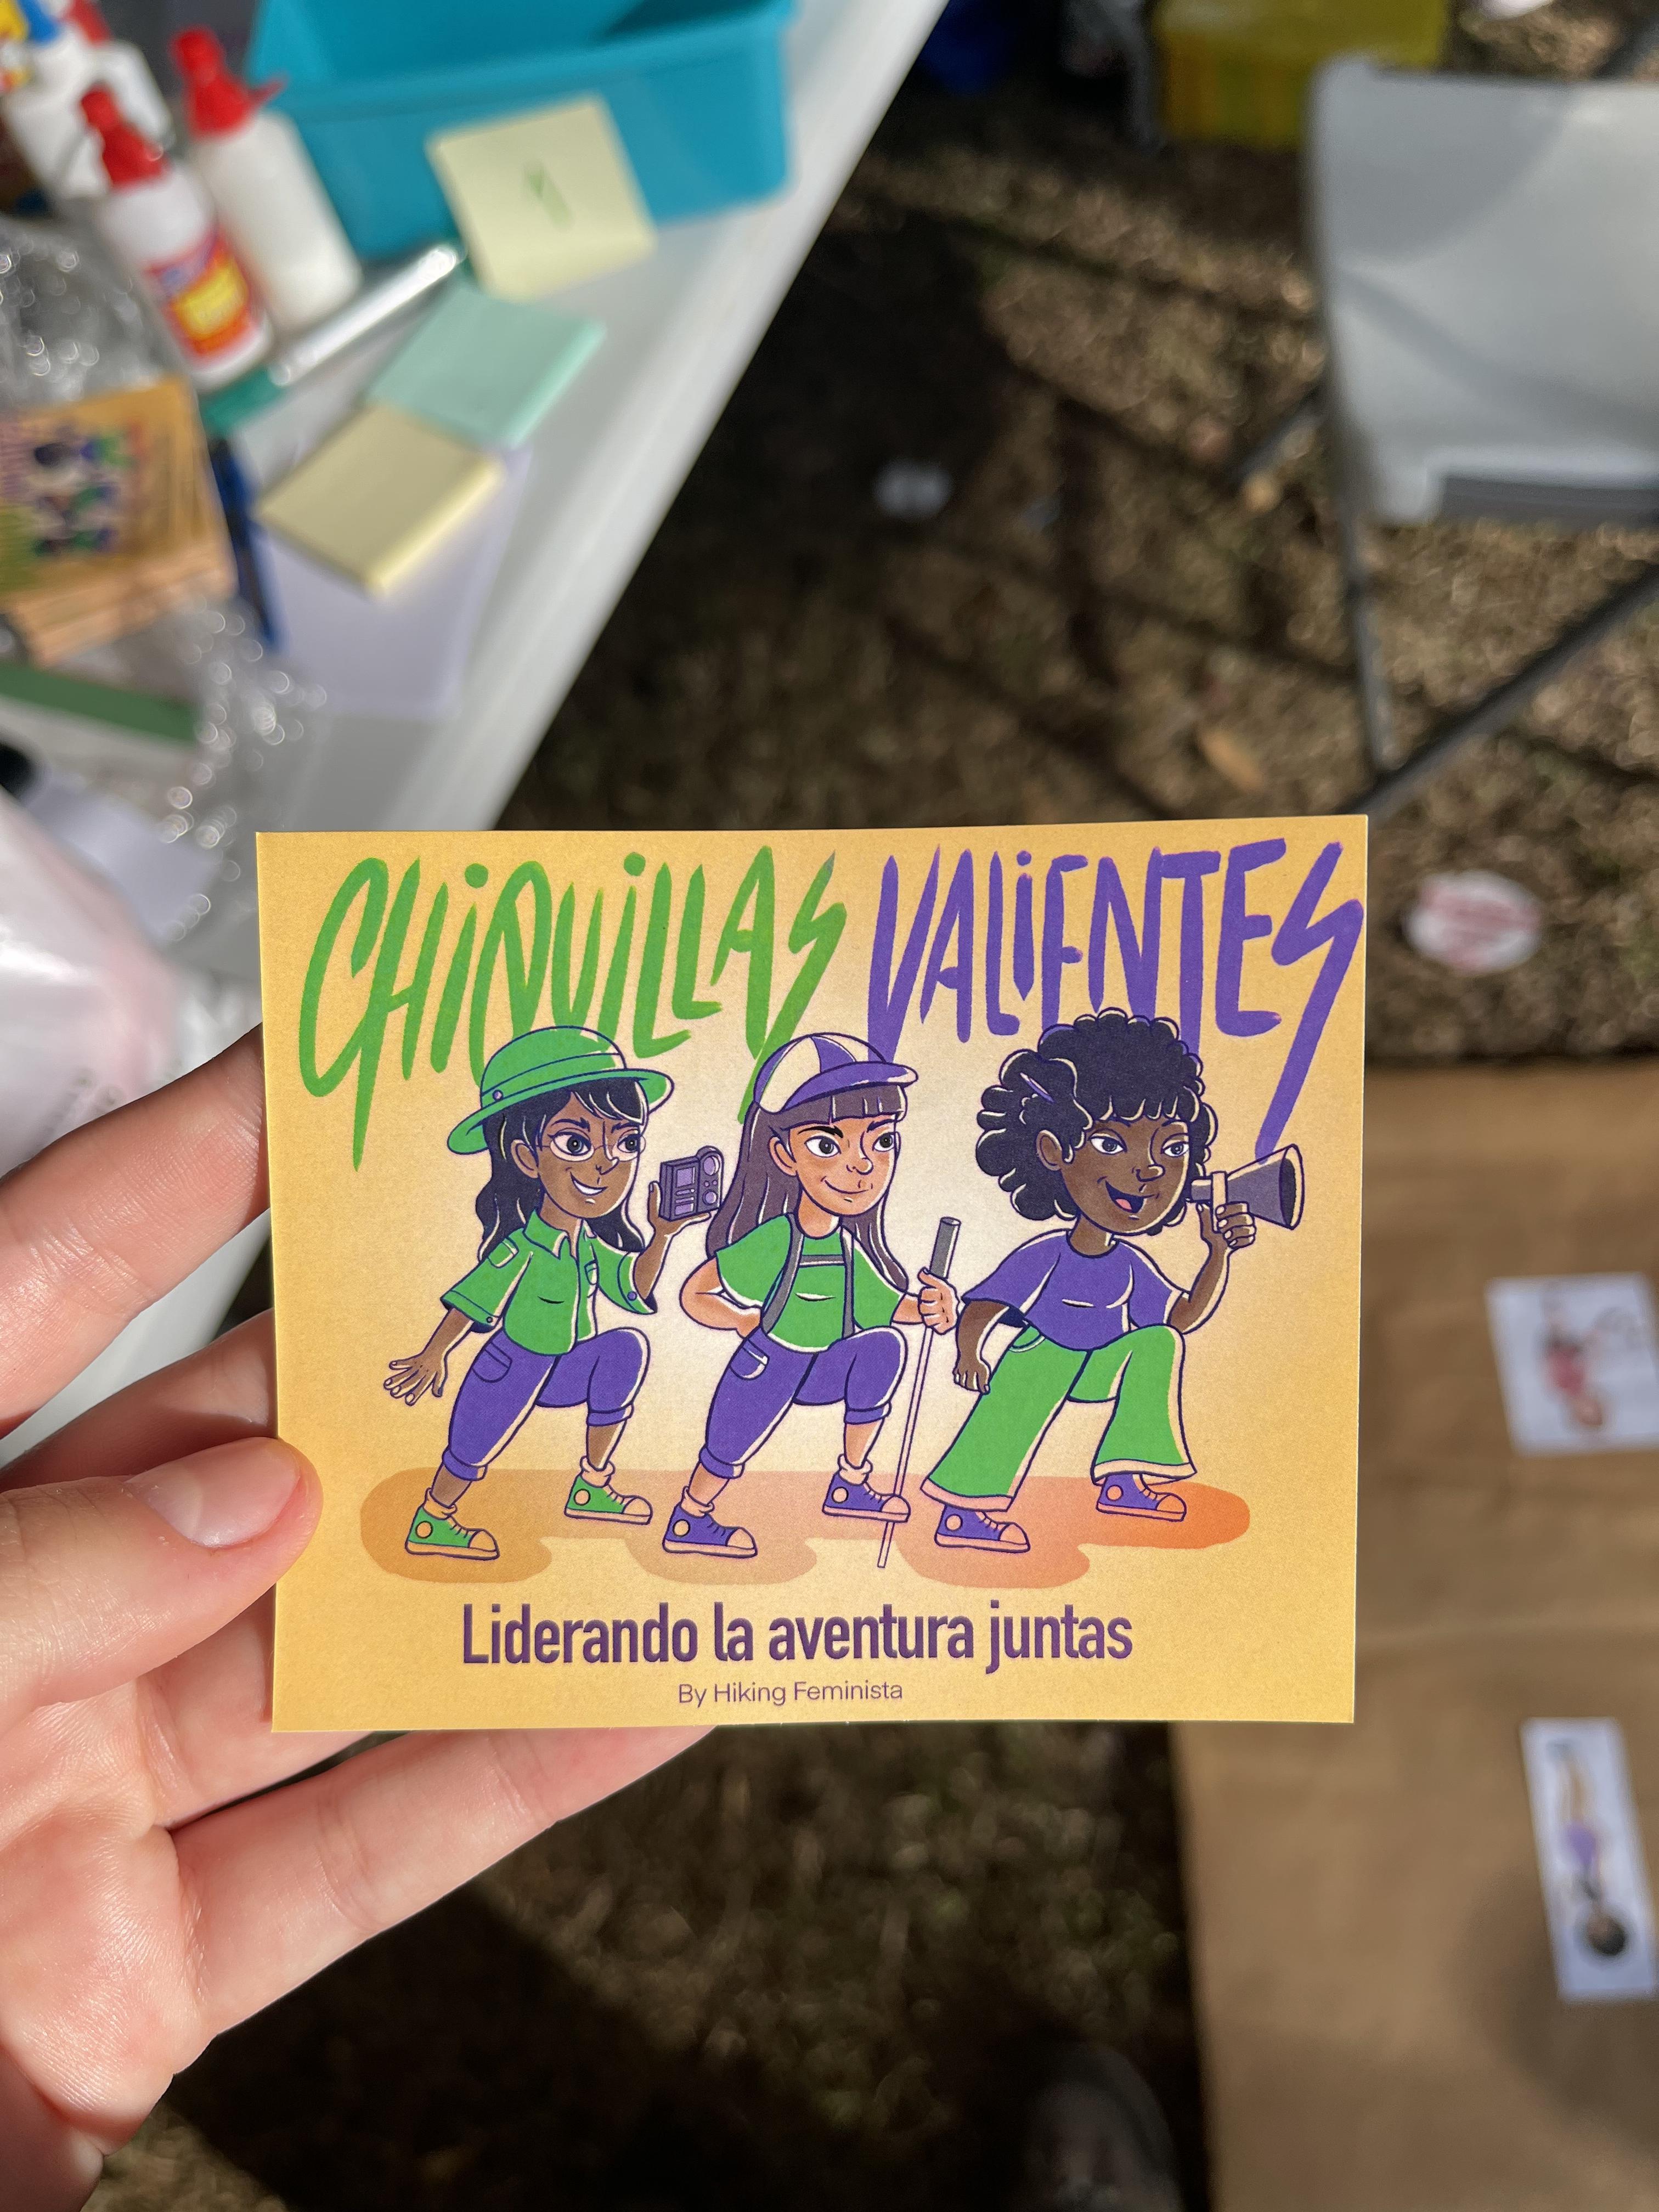 CHiQUiLLAS VALiENTES
Liderando la aventura juntas
By Hiking Feminista